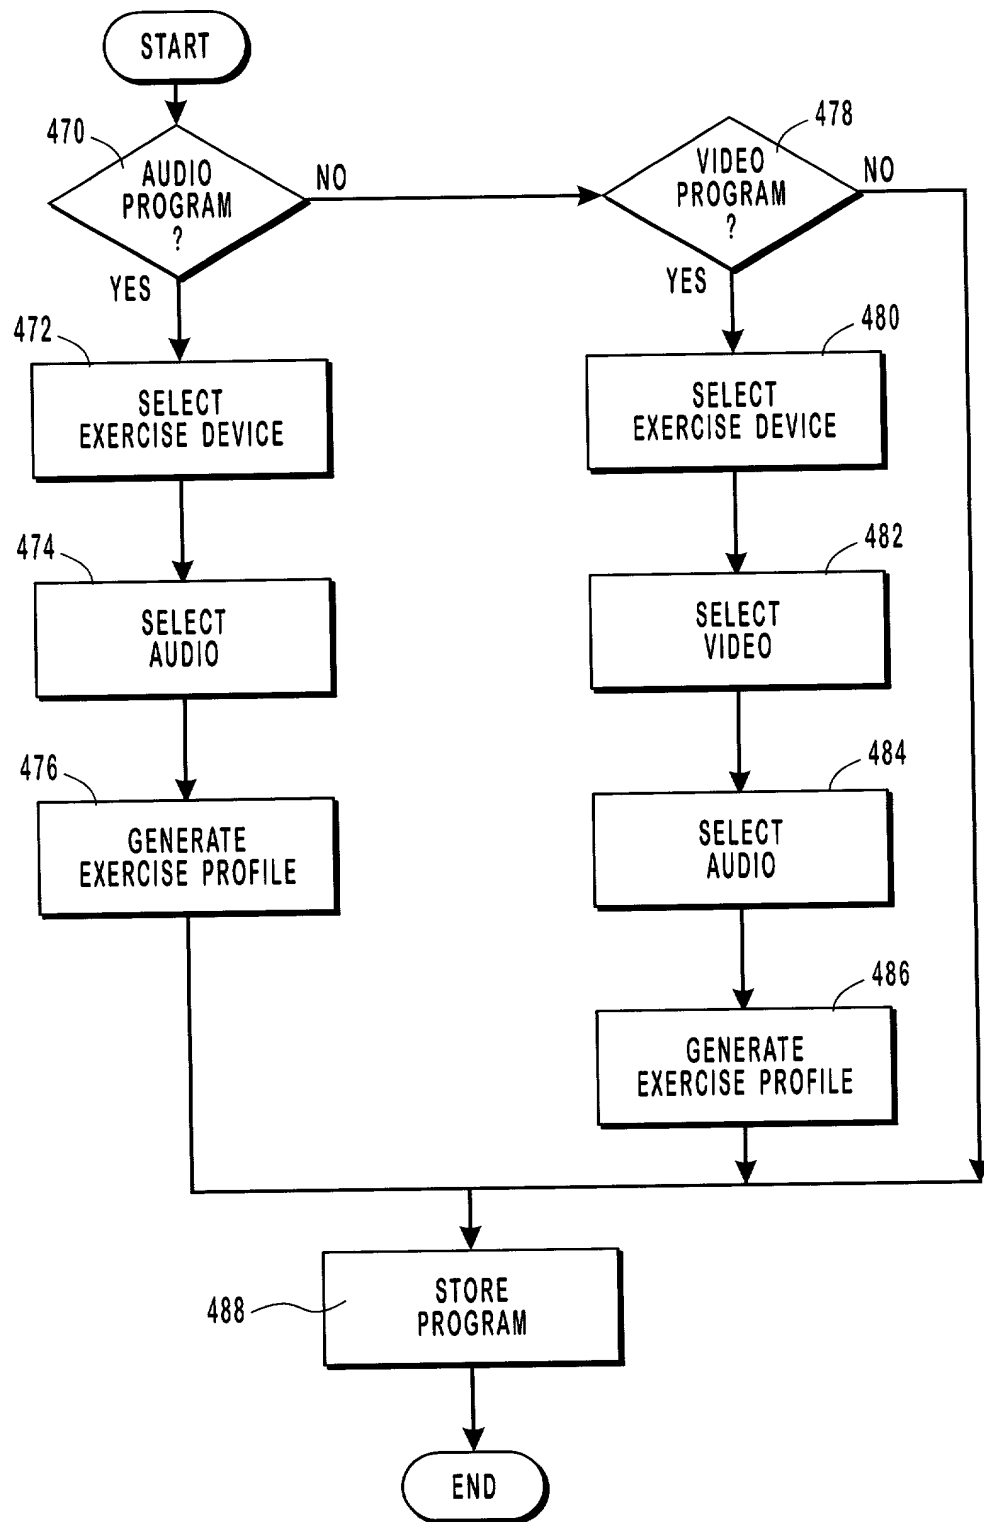 START
470
AUDIO
PROGRAM
?
NO
YES
478
VIDEO
PROGRAM
?
NO
YES
472
SELECT
EXERCISE DEVICE
480
SELECT
EXERCISE DEVICE
474
SELECT
AUDIO
482
SELECT
VIDEO
476
GENERATE
EXERCISE PROFILE
484
SELECT
AUDIO
486
GENERATE
EXERCISE PROFILE
488
STORE
PROGRAM
END